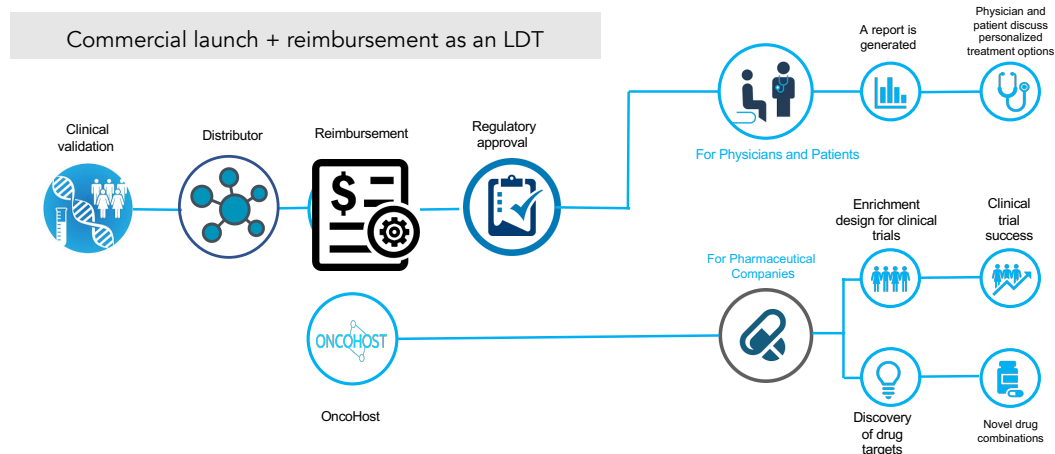 Commercial launch + reimbursement as an LDT
Clinical
validation
Distributor
Reimbursement
$
Regulatory
approval
For Physicians and Patients
A report is
generated
Physician and
patient discuss
personalized
treatment options
ONCOHOST
OncoHost
For Pharmaceutical
Companies
Enrichment
design for clinical
trials
Clinical
trial
success
Discovery
of drug
targets
Novel drug
combinations